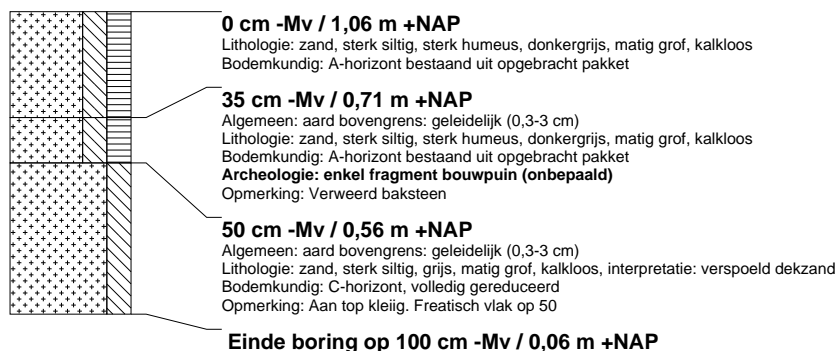 0 cm -Mv / 1,06 m +NAP
Lithologie: zand, sterk siltig, sterk humeus, donkergrijs, matig grof, kalkloos
Bodemkundig: A-horizont bestaand uit opgebracht pakket
35 cm -Mv / 0,71 m +NAP
Algemeen: aard bovengrens: geleidelijk (0,3-3 cm)
Lithologie: zand, sterk siltig, sterk humeus, donkergrijs, matig grof, kalkloos
Bodemkundig: A-horizont bestaand uit opgebracht pakket
Archeologie: enkel fragment bouwpuin (onbepaald)
Opmerking: Verweerd baksteen
50 cm -Mv / 0,56 m +NAP
Algemeen: aard bovengrens: geleidelijk (0,3-3 cm)
Lithologie: zand, sterk siltig, grijs, matig grof, kalkloos, interpretatie: verspoeld dekzand
Bodemkundig: C-horizont, volledig gereduceerd
Opmerking: Aan top kleiig. Freatisch vlak op 50
Einde boring op 100 cm -Mv / 0,06 m +NAP